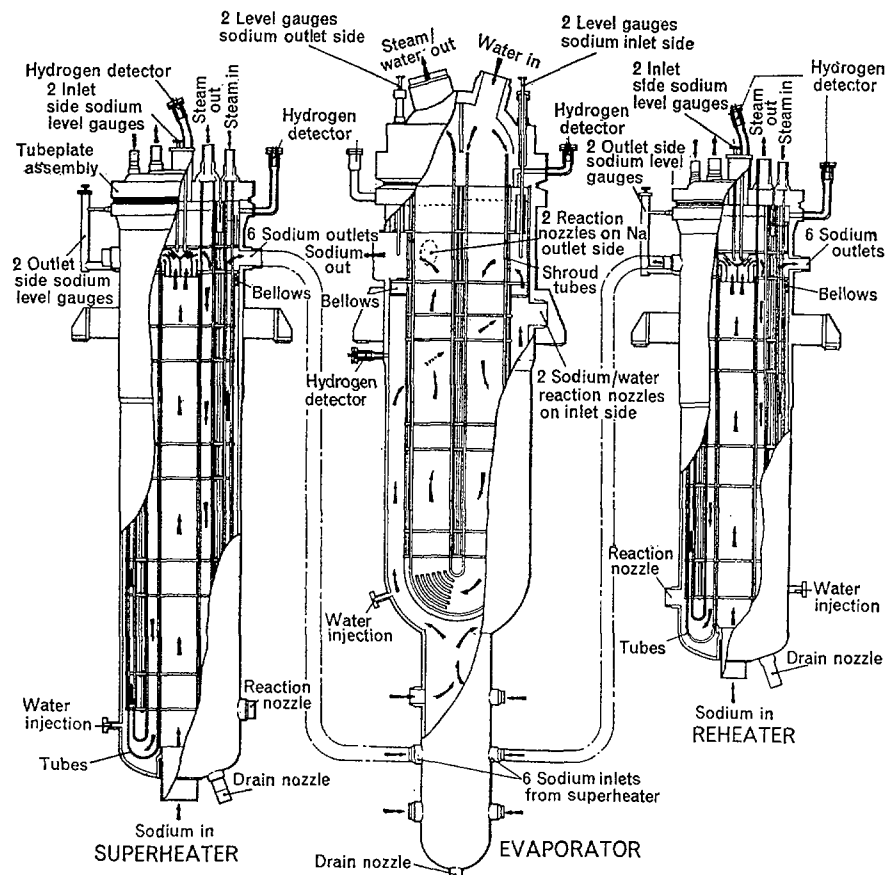 2 Level gauges
sodium outlet side
Steam/
water out
Water in
2 Level gauges
sodium inlet side
Hydrogen detector
2 Inlet
side sodium
level gauges
Tubeplate
assembly
Steam
out
Steam in
Hydrogen
detector
Hydrogen
detector
2 Outlet side
side sodium level
gauges
2 Inlet
side sodium
level gauges
Steam
out
Steam in
Hydrogen
detector
6 Sodium outlets
Sodium
out
2 Outlet
side sodium
level gauges
Bellows
Bellows
2 Reaction
nozzles on Na
outlet side
Shroud
tubes
6 Sodium
outlets
Bellows
Hydrogen
detector
2 Sodium/water
reaction nozzles
on inlet side
Reaction
nozzle
Water
injection
Water
injection
Tubes
Drain nozzle
Sodium in
REHEATER
Water
injection
Reaction
nozzle
Tubes
Drain nozzle
Sodium in
SUPERHEATER
6 Sodium inlets
from superheater
EVAPORATOR
Drain nozzle